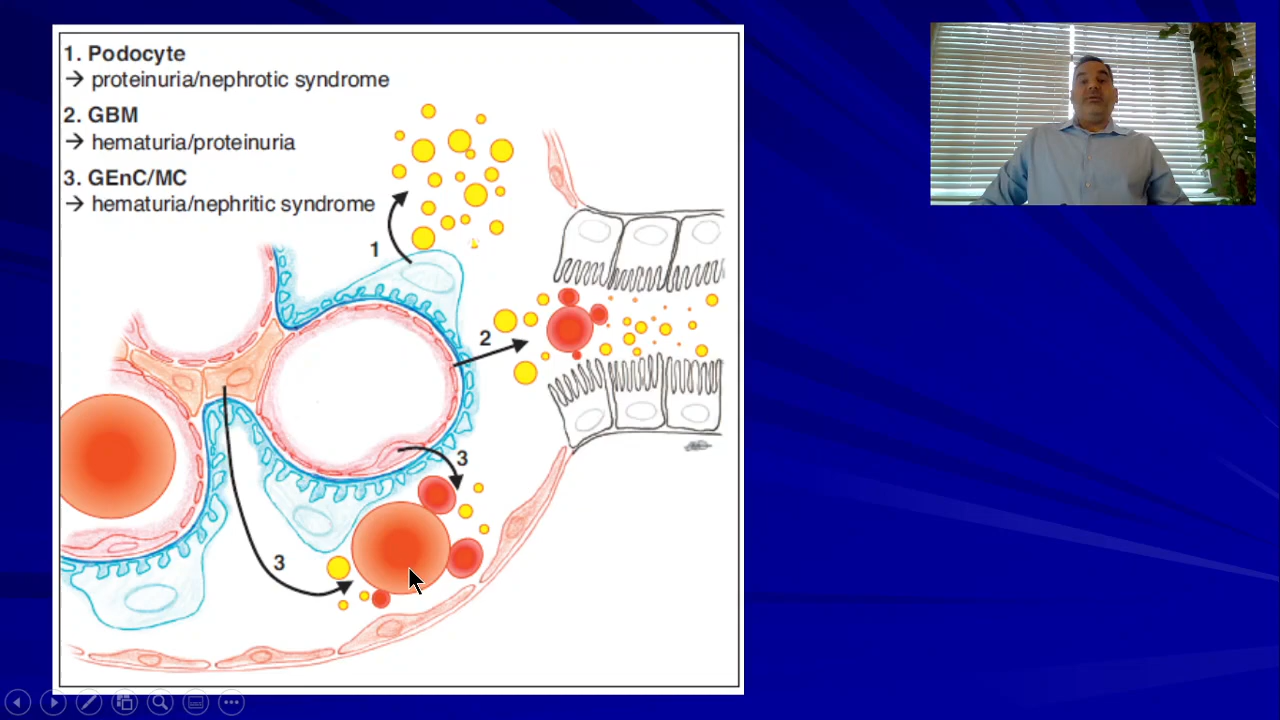 1. Podocyte
→ proteinuria/nephrotic syndrome
2. GBM
→ hematuria/proteinuria
3. GEnC/MC
→ hematuria/nephritic syndrome
1
2
3
3